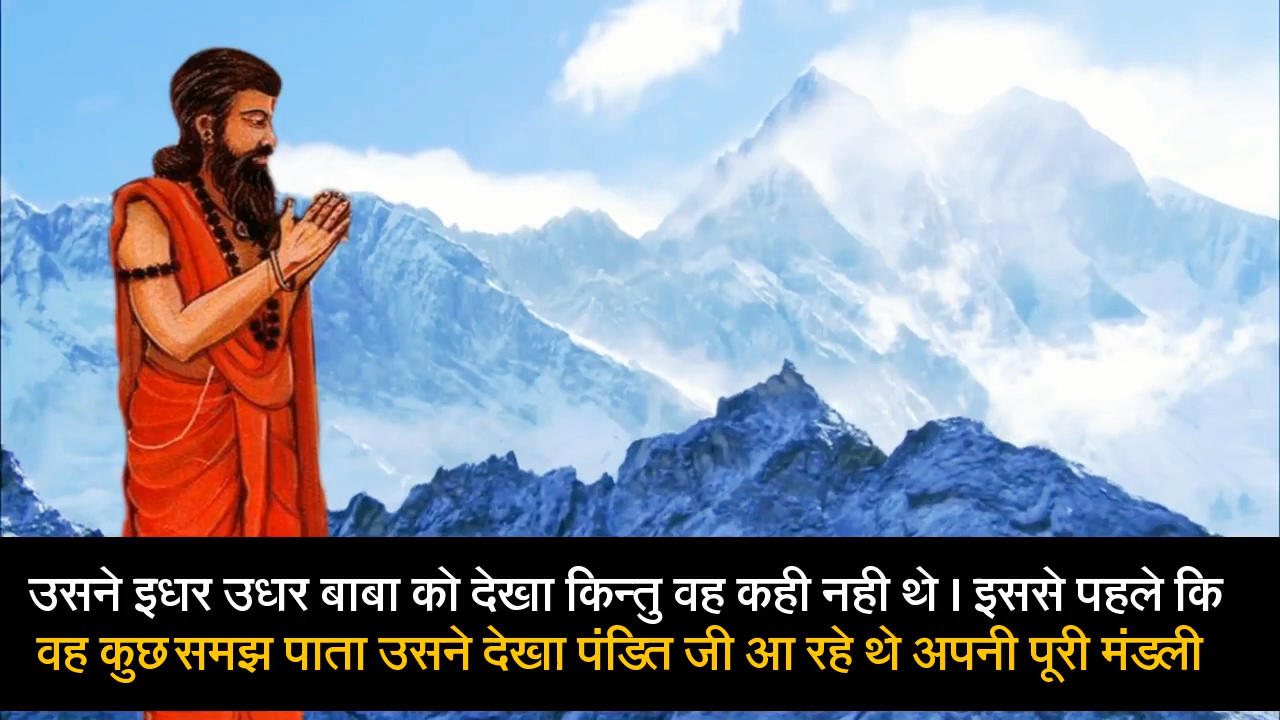 उसने इधर उधर बाबा को देखा किन्तु वह कही नही थे । इससे पहले कि
वह कुछ समझ पाता उसने देखा पंडित जी आ रहे थे अपनी पूरी मंडली